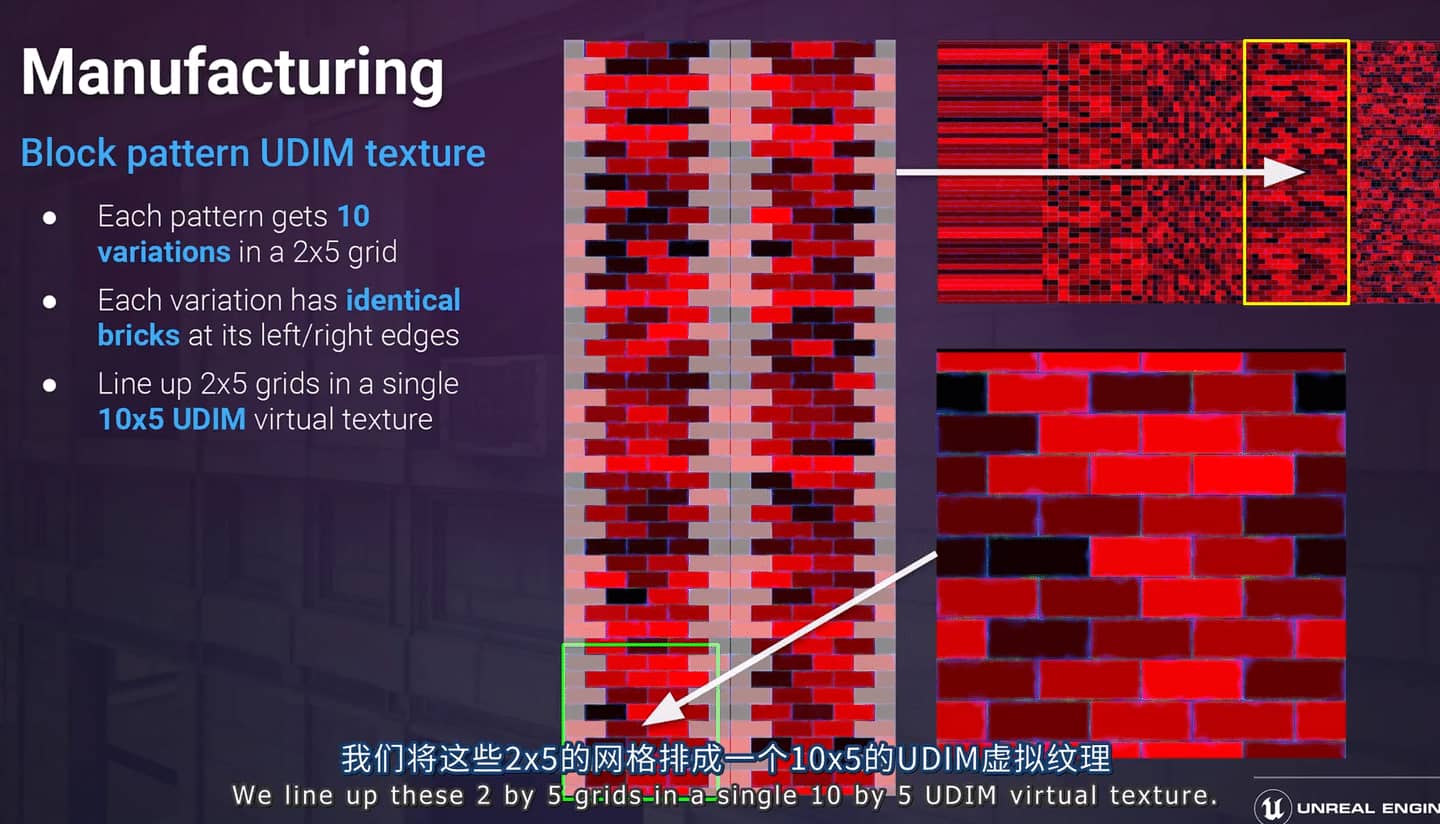 Manufacturing
Block pattern UDIM texture
Each pattern gets 10
variations in a 2x5 grid
Each variation has identical
bricks at its left/right edges
Line up 2x5 grids in a single
10x5 UDIM virtual texture
我们将这些2x5的网格排成一个10x5的UDIM虚拟纹理
We line up these 2 by 5 grids in a single 10 by 5 UDIM virtual texture.
UNREAL ENGIN